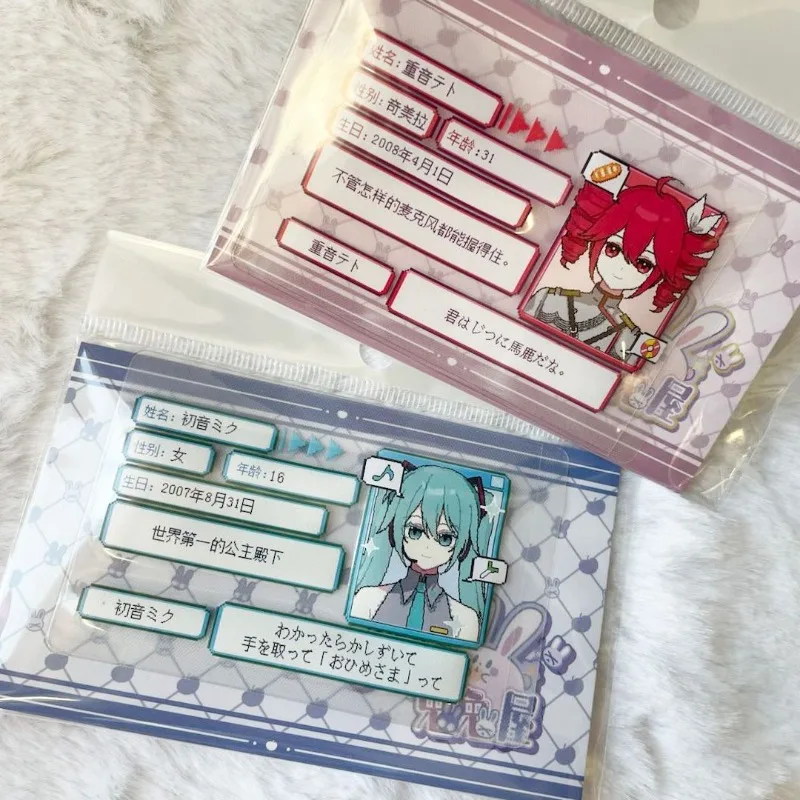 姓名:重音テト
性别:奇美拉
年龄:31
生日:2008年4月1日
不管怎样的麦克风都能握得住。
重音テト
君はじつに馬鹿だな。
姓名:初音ミク
性别:女
年龄:16
生日:2007年8月31日
世界第一的公主殿下
初音ミク
わかったらかしずいて
手を取って「おひめさま」って